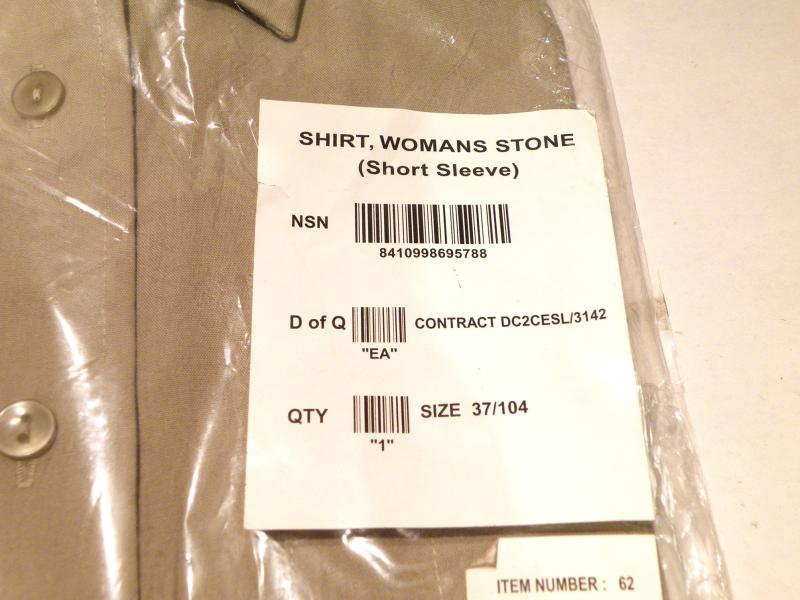 SHIRT, WOMANS STONE
(Short Sleeve)
NSN
8410998695788
D of Q CONTRACT DC2CESL/3142
"EA"
QTY SIZE 37/104
"1"
ITEM NUMBER : 62